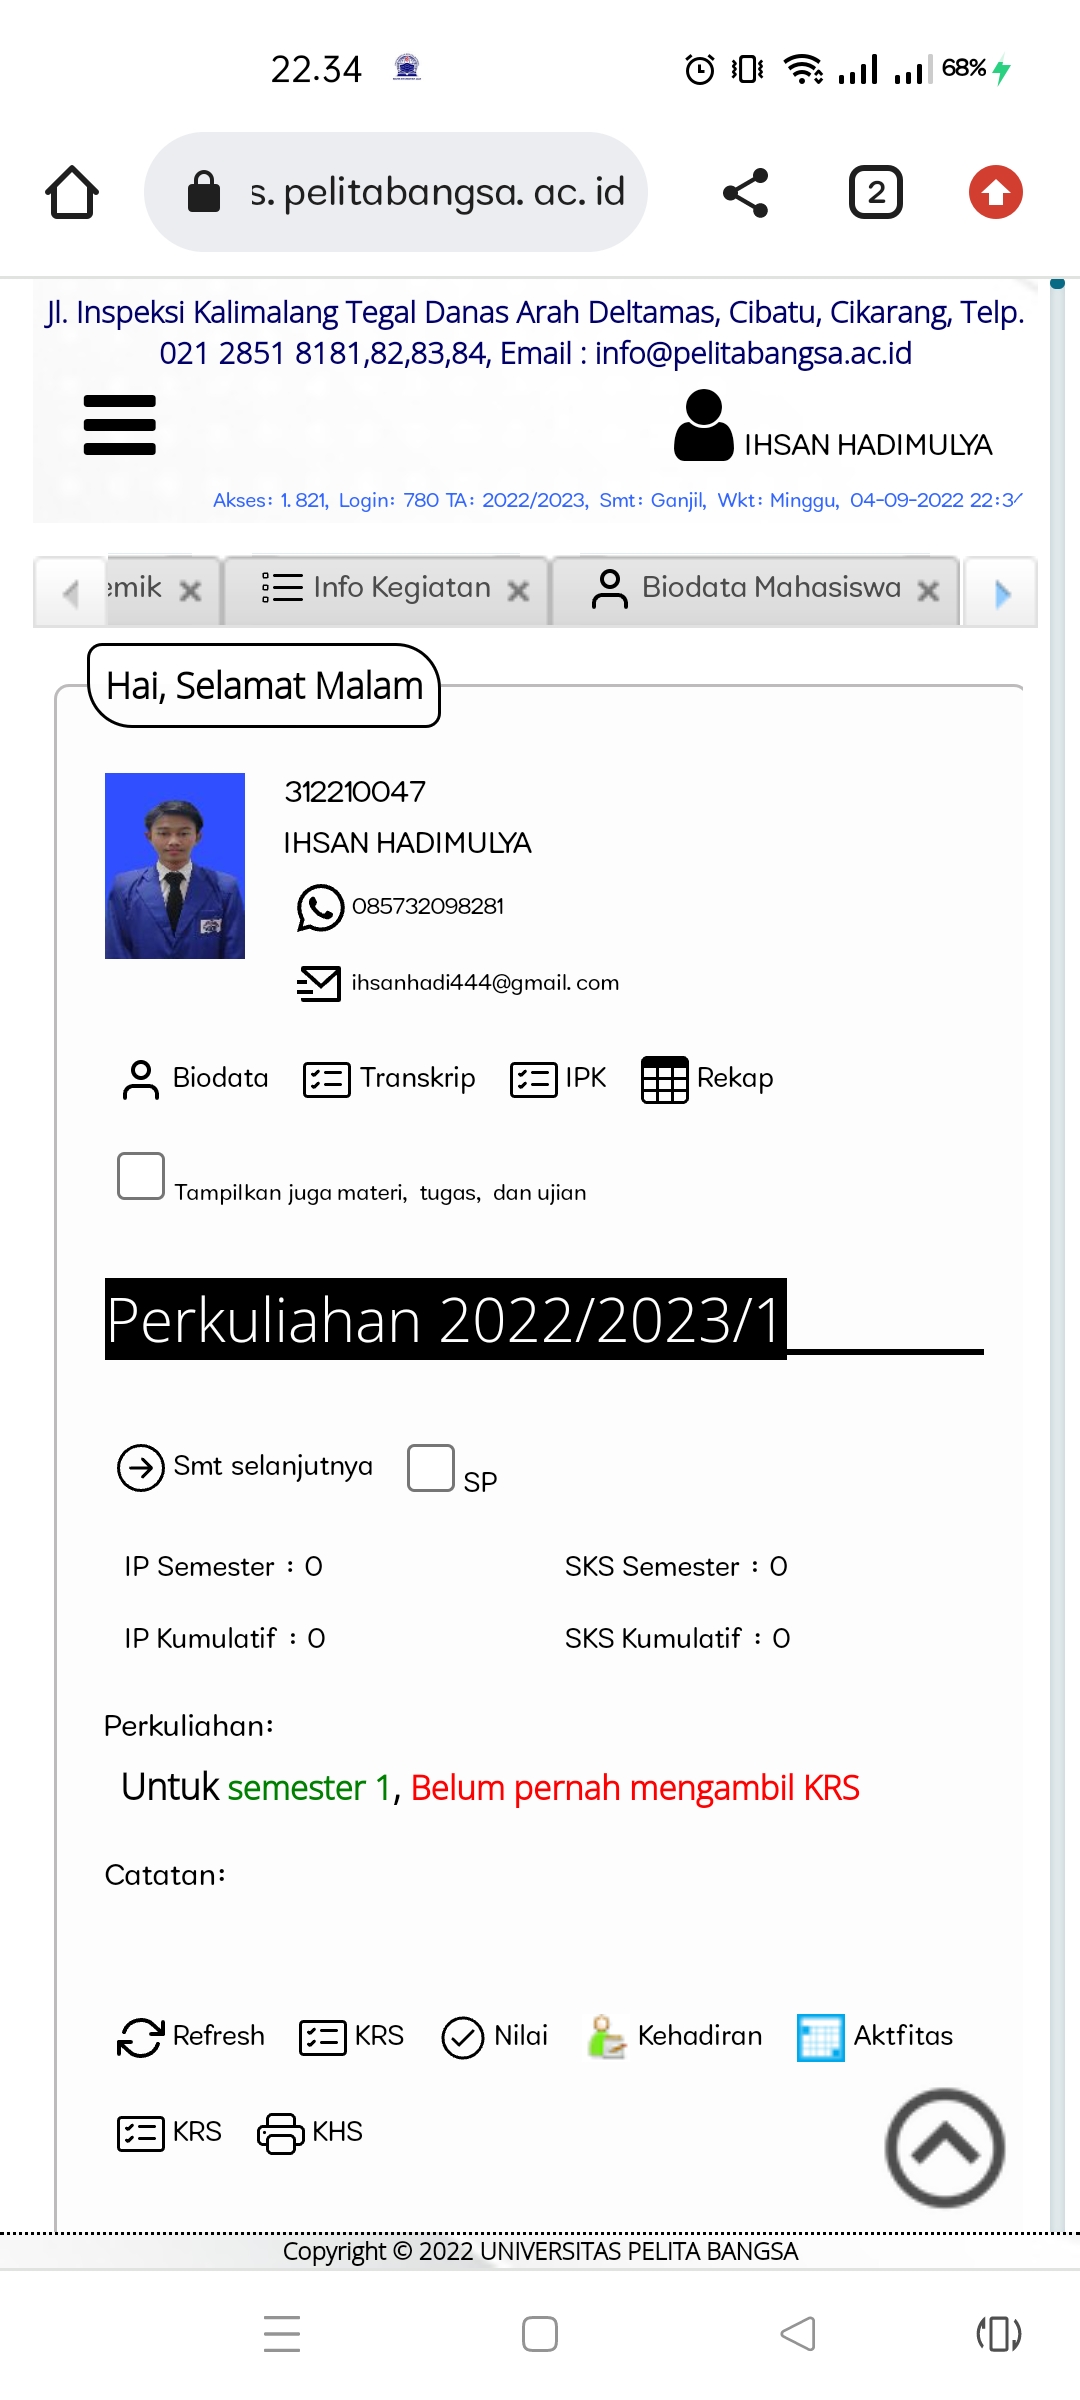 22.34
68%
s.pelitabangsa.ac.id
2
Jl. Inspeksi Kalimalang Tegal Danas Arah Deltamas, Cibatu, Cikarang, Telp.
021 2851 8181,82,83,84, Email : info@pelitabangsa.ac.id
IHSAN HADIMULYA
Akses: 1.821, Login: 780 TA: 2022/2023, Smt: Ganjil, Wkt: Minggu, 04-09-2022 22:3
emik Info Kegiatan Biodata Mahasiswa
Hai, Selamat Malam
312210047
IHSAN HADIMULYA
085732098281
ihsanhadi444@gmail.com
Biodata Transkrip IPK Rekap
Tampilkan juga materi, tugas, dan ujian
Perkuliahan 2022/2023/1
Smt selanjutnya SP
IP Semester : 0 SKS Semester : 0
IP Kumulatif : 0 SKS Kumulatif : 0
Perkuliahan:
Untuk semester 1, Belum pernah mengambil KRS
Catatan:
Refresh KRS Nilai Kehadiran Aktfitas
KRS KHS
Copyright © 2022 UNIVERSITAS PELITA BANGSA